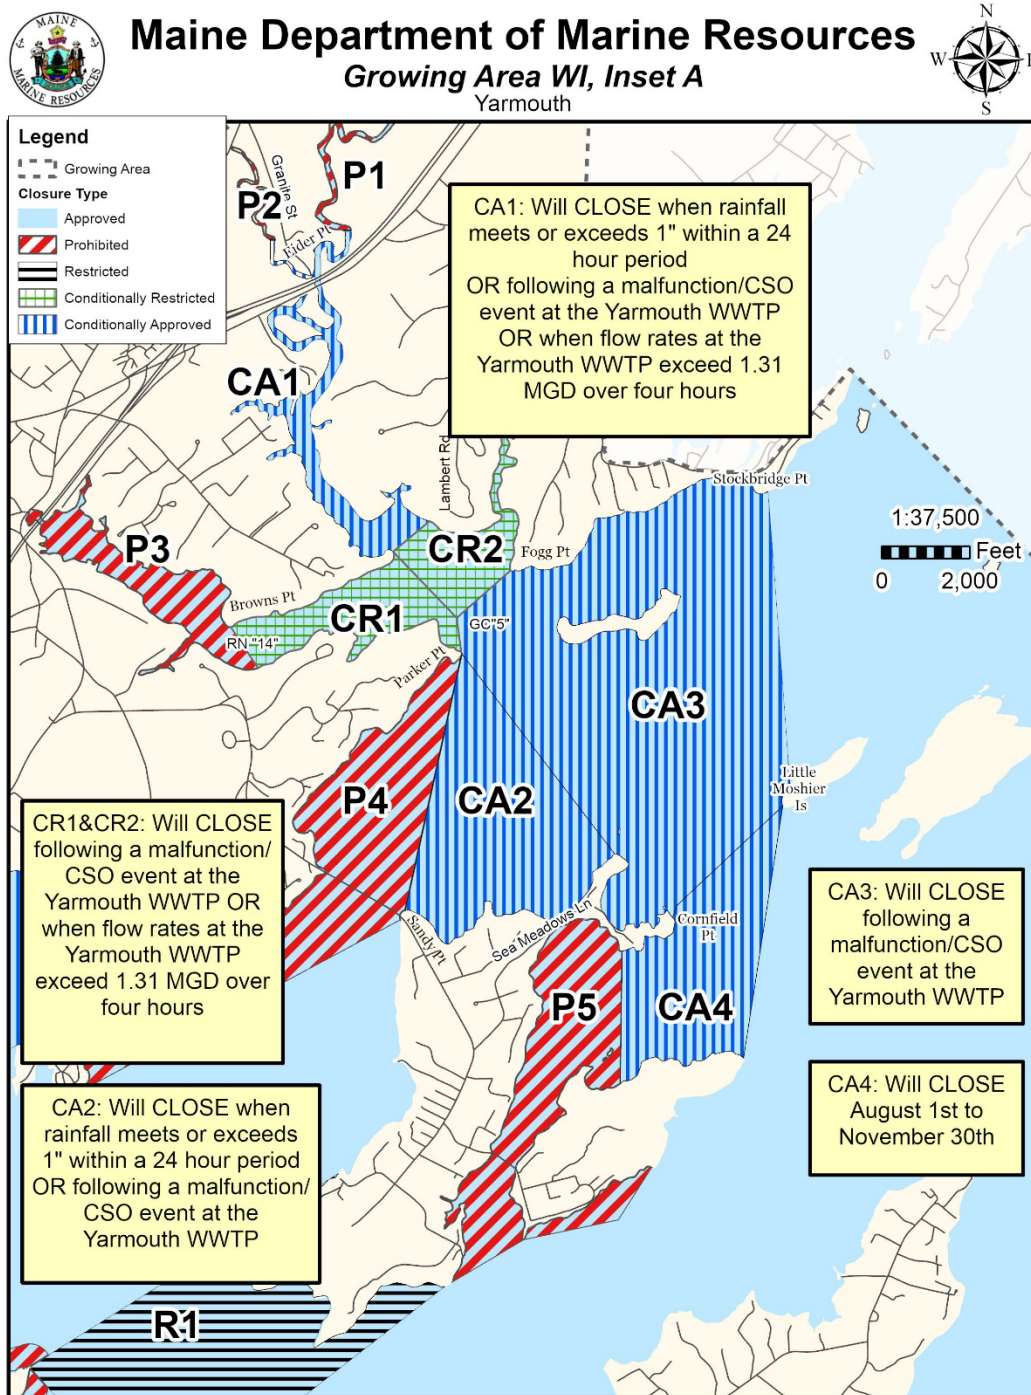 MAINE
MARINE RESOURCES
Maine Department of Marine Resources
Growing Area WI, Inset A
Yarmouth
N
W
E
S
Legend
Growing Area
Closure Type
Approved
Prohibited
Restricted
Conditionally Restricted
Conditionally Approved
P1
P2
Granite St
Eider Pt
CA1: Will CLOSE when rainfall
meets or exceeds 1" within a 24
hour period
OR following a malfunction/CSO
event at the Yarmouth WWTP
OR when flow rates at the
Yarmouth WWTP exceed 1.31
MGD over four hours
CA1
Lambert Rd
Stockbridge Pt
1:37,500
Feet
0 2,000
P3
CR2
Fogg Pt
Browns Pt
CR1
GC"5"
RN "14"
Parker Pt
CA3
Little
Moshier
Is
P4
CA2
CR1&CR2: Will CLOSE
following a malfunction/
CSO event at the
Yarmouth WWTP OR
when flow rates at the
Yarmouth WWTP
exceed 1.31 MGD over
four hours
Sandy Pt
Sea Meadows Ln
Cornfield
Pt
CA3: Will CLOSE
following a
malfunction/CSO
event at the
Yarmouth WWTP
P5
CA4
CA4: Will CLOSE
August 1st to
November 30th
CA2: Will CLOSE when
rainfall meets or exceeds
1" within a 24 hour period
OR following a malfunction/
CSO event at the
Yarmouth WWTP
R1